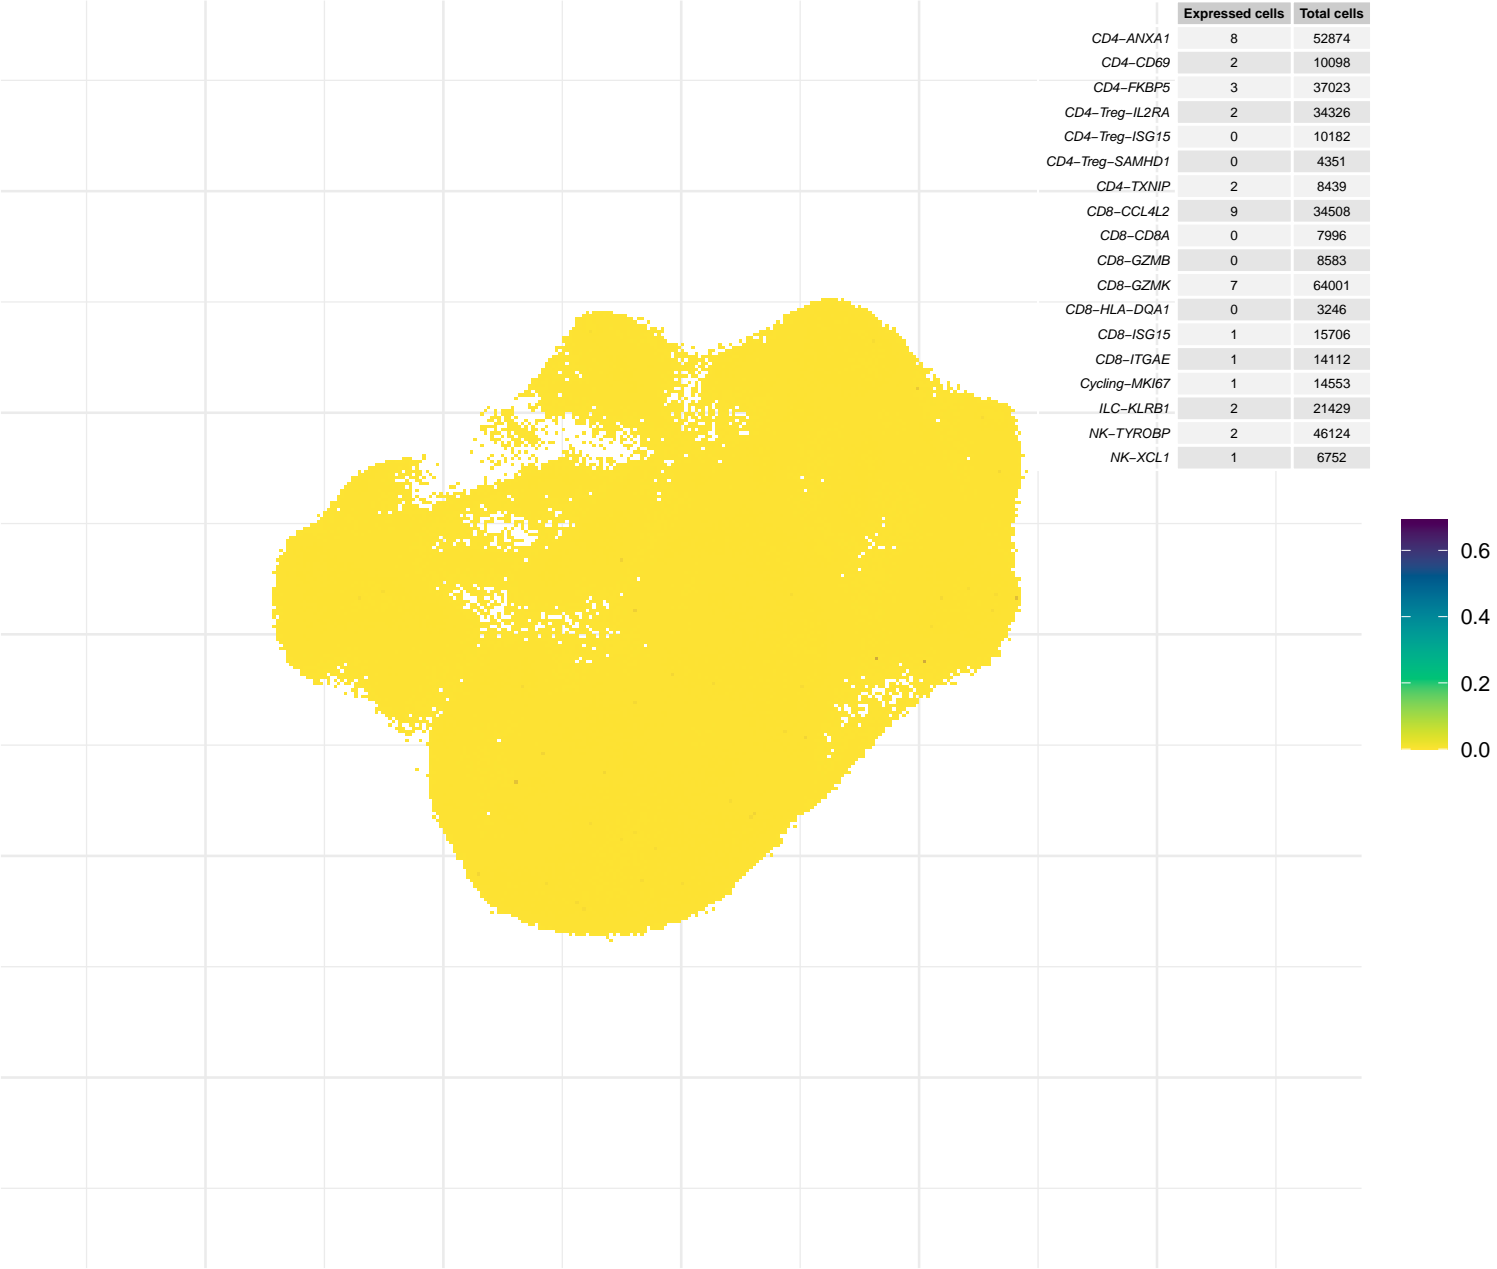 Expressed cells Total cells
CD4−ANXA1 8 52874
CD4−CD69 2 10098
CD4−FKBP5 3 37023
CD4−Treg−IL2RA 2 34326
CD4−Treg−ISG15 0 10182
CD4−Treg−SAMHD1 0 4351
CD4−TXNIP 2 8439
CD8−CCL4L2 9 34508
CD8−CD8A 0 7996
CD8−GZMB 0 8583
CD8−GZMK 7 64001
CD8−HLA−DQA1 0 3246
CD8−ISG15 1 15706
CD8−ITGAE 1 14112
Cycling−MKI67 1 14553
ILC−KLRB1 2 21429
NK−TYROBP 2 46124
NK−XCL1 1 6752
0.6
0.4
0.2
0.0